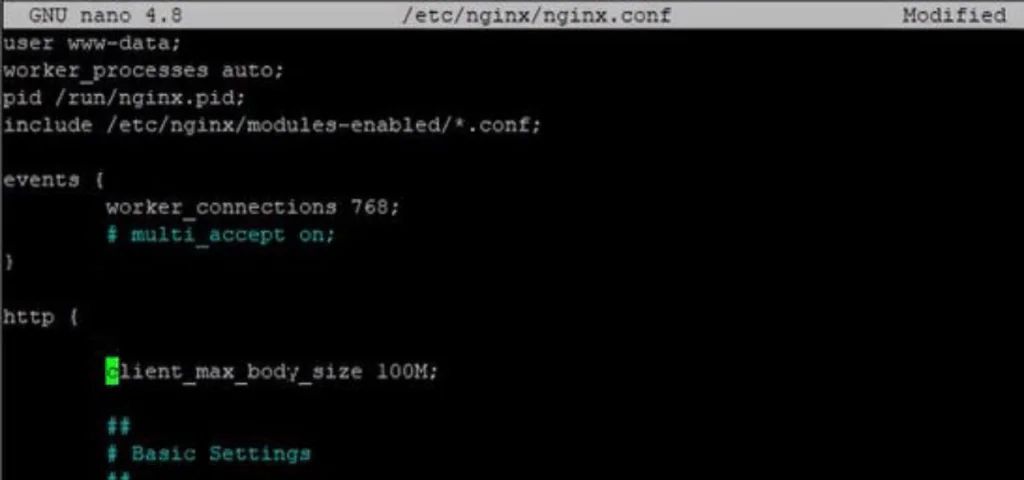 GNU nano 4.8 /etc/nginx/nginx.conf Modified
user www-data;
worker_processes auto;
pid /run/nginx.pid;
include /etc/nginx/modules-enabled/*.conf;
events {
worker_connections 768;
# multi_accept on;
}
http {
client_max_body_size 100M;
##
# Basic Settings
##